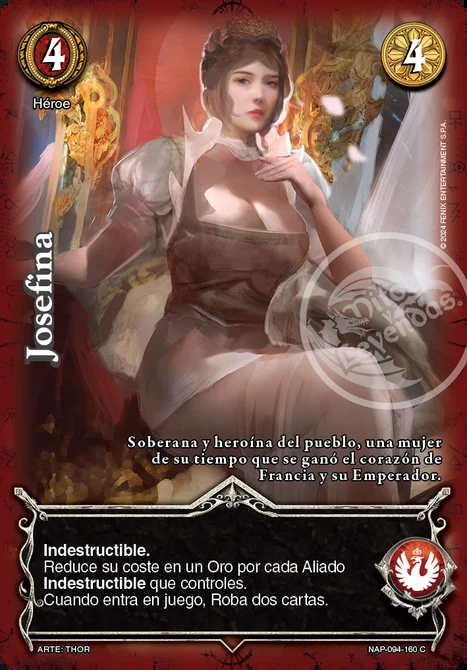 4
4
Héroe
Josefina
© 2024 FENIX ENTERTAINMENT S.P.A.
Mitos
Leyendas.
Soberana y heroína del pueblo, una mujer
de su tiempo que se ganó el corazón de
Francia y su Emperador.
Indestructible.
Reduce su coste en un Oro por cada Aliado
Indestructible que controles.
Cuando entra en juego, Roba dos cartas.
ARTE: THOR
NAP-094-160 C